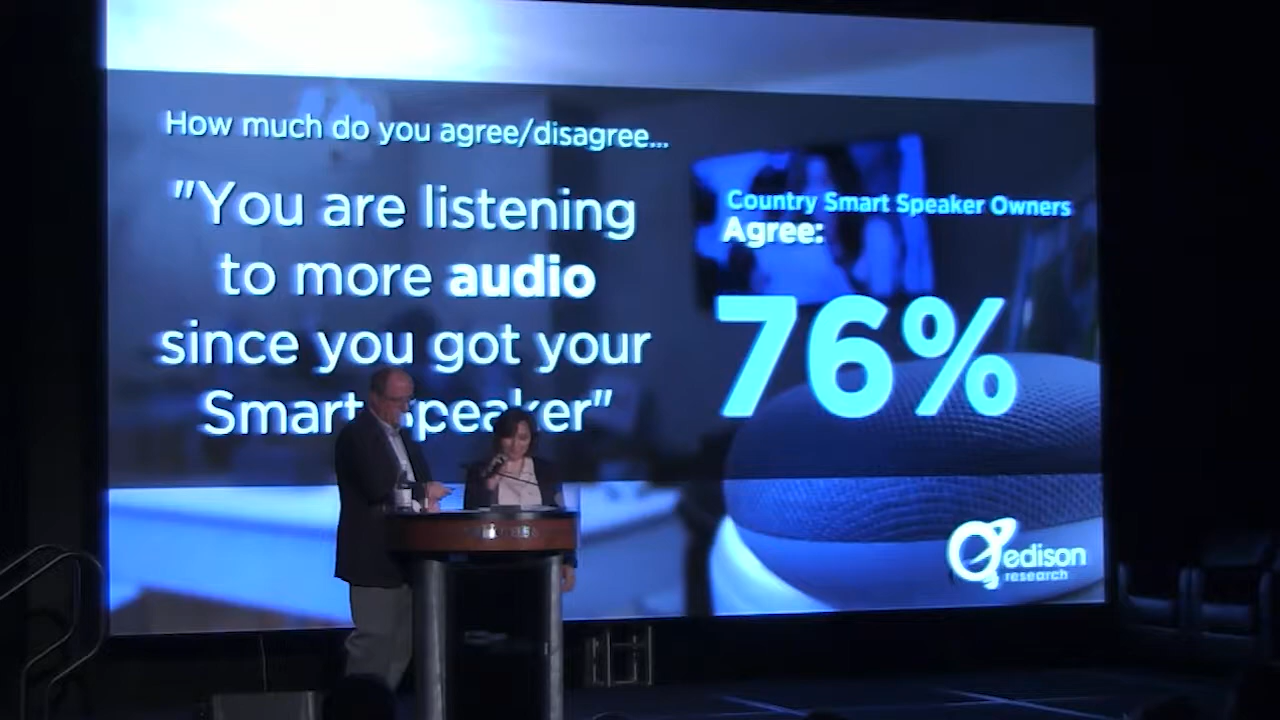 How much do you agree/disagree...
"You are listening
to more audio
since you got your
Smart Speaker"
Country Smart Speaker Owners
Agree:
76%
edison
research